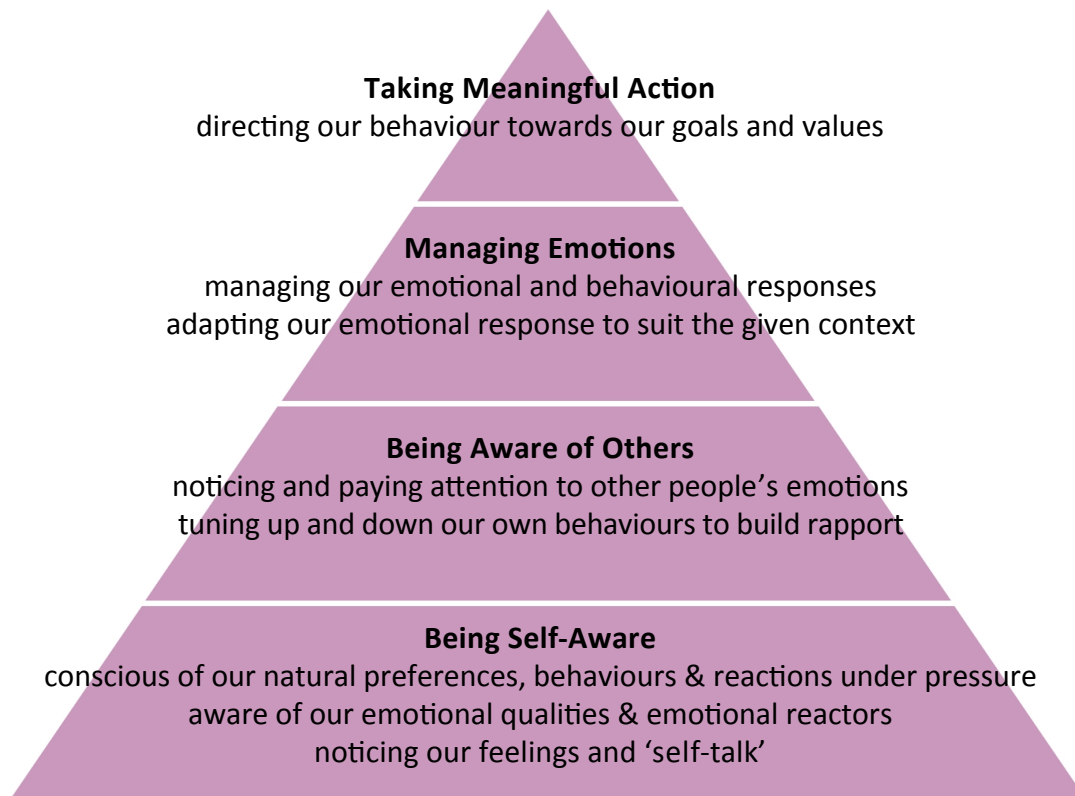 Taking Meaningful Action
directing our behaviour towards our goals and values
Managing Emotions
managing our emotional and behavioural responses
adapting our emotional response to suit the given context
Being Aware of Others
noticing and paying attention to other people’s emotions
tuning up and down our own behaviours to build rapport
Being Self-Aware
conscious of our natural preferences, behaviours & reactions under pressure
aware of our emotional qualities & emotional reactors
noticing our feelings and ‘self-talk’